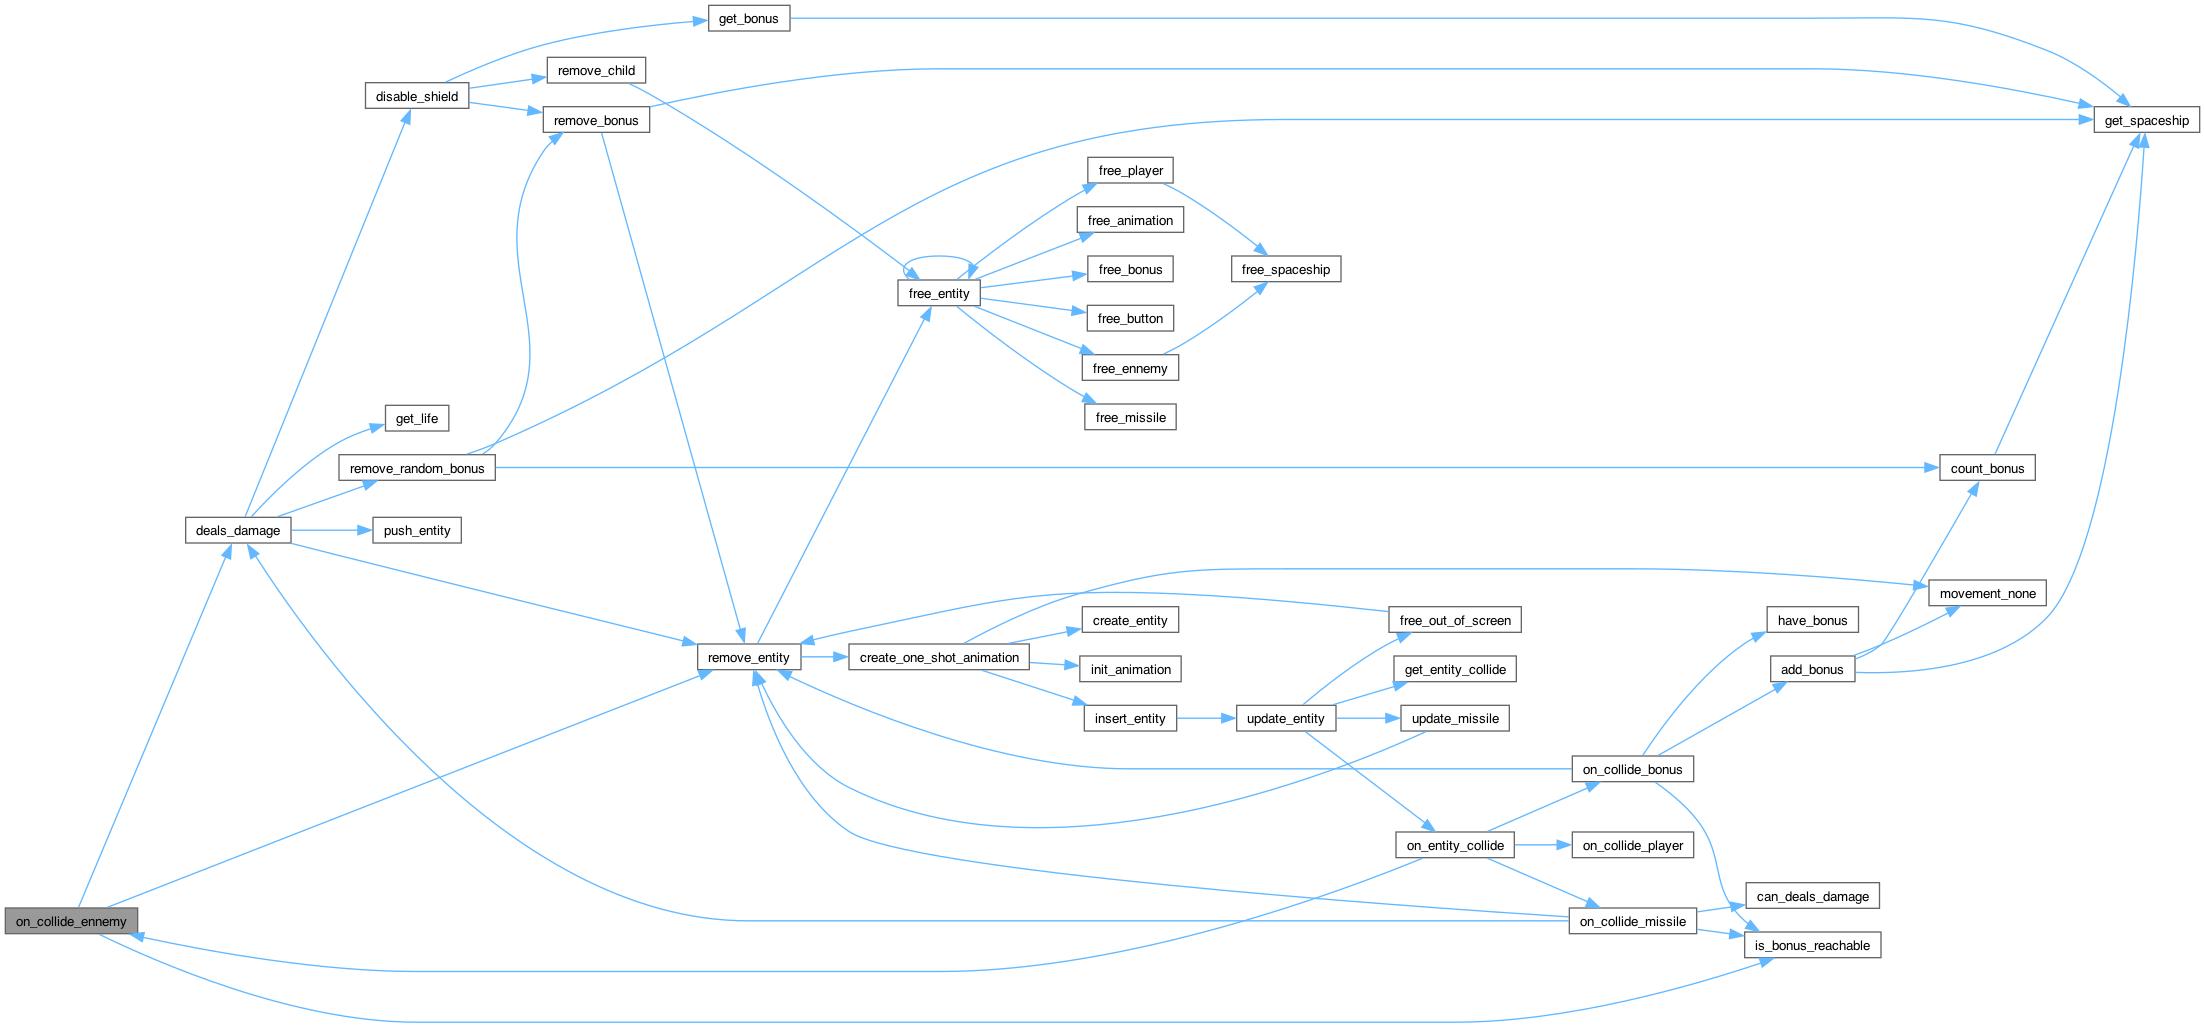 get_bonus
remove_child
disable_shield
remove_bonus
get_spaceship
free_player
free_animation
free_bonus
free_spaceship
free_entity
free_button
free_ennemy
free_missile
get_life
remove_random_bonus
count_bonus
deals_damage
push_entity
movement_none
create_entity
free_out_of_screen
have_bonus
remove_entity
create_one_shot_animation
init_animation
get_entity_collide
add_bonus
insert_entity
update_entity
update_missile
on_collide_bonus
on_entity_collide
on_collide_player
can_deals_damage
on_collide_ennemy
on_collide_missile
is_bonus_reachable